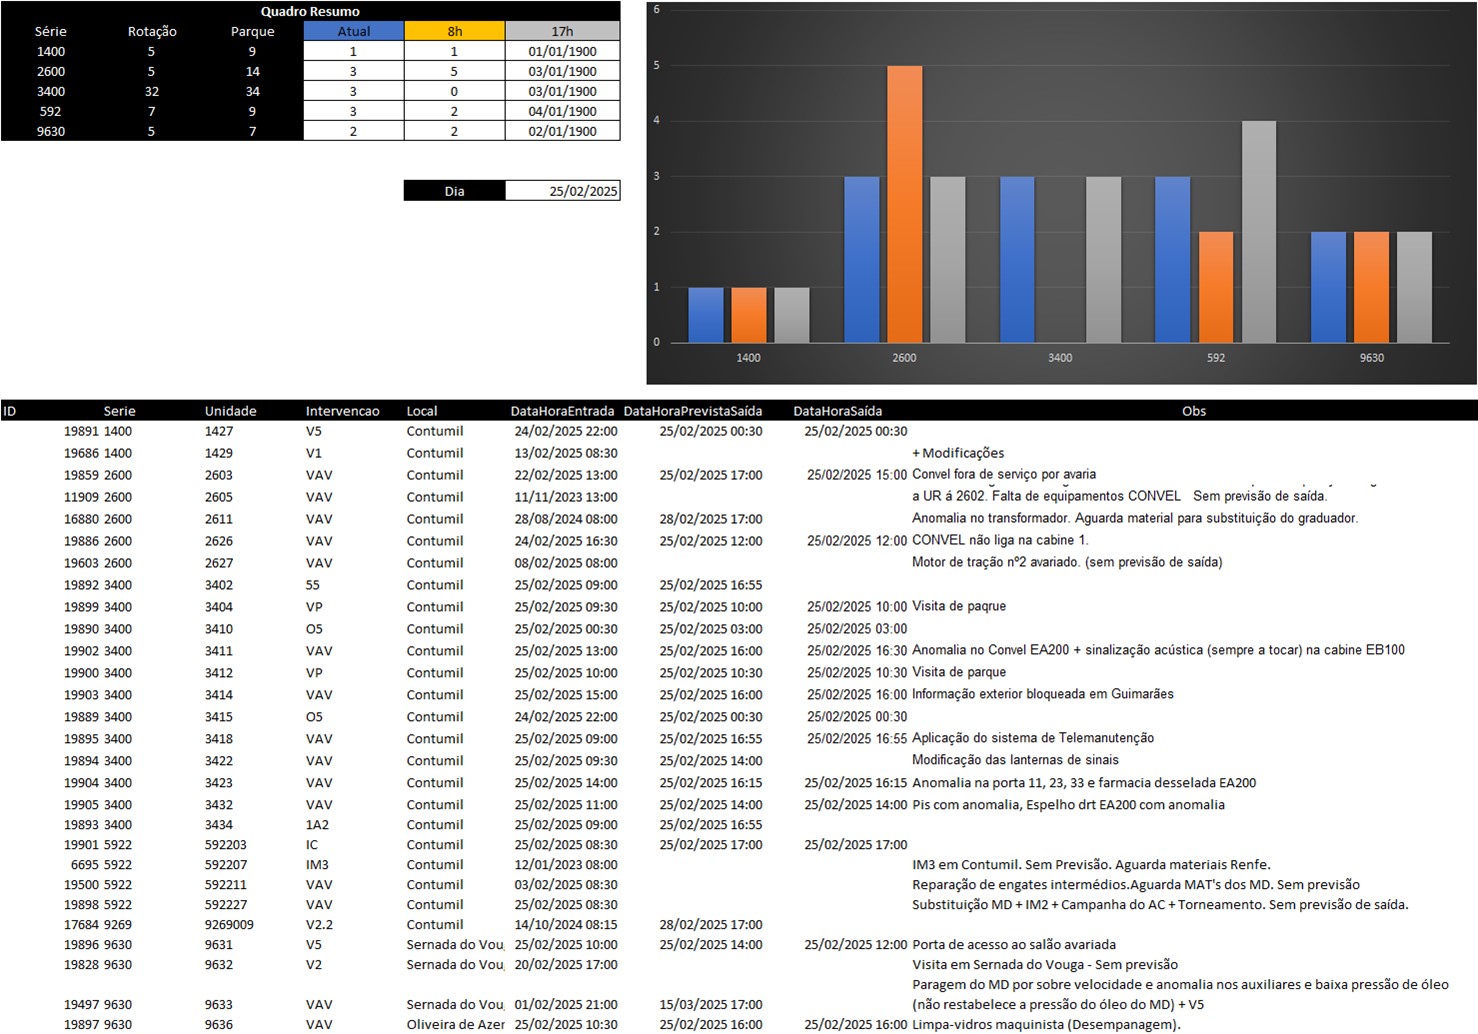 Quadro Resumo
Série Rotação Parque Atual 8h 17h
1400 5 9 1 1 01/01/1900
2600 5 14 3 5 03/01/1900
3400 32 34 3 0 03/01/1900
592 7 9 3 2 04/01/1900
9630 5 7 2 2 02/01/1900
Dia 25/02/2025
6
5
4
3
2
1
0
1400 2600 3400 592 9630
ID Serie Unidade Intervencao Local DataHoraEntrada DataHoraPrevistaSaída DataHoraSaída Obs
19891 1400 1427 V5 Contumil 24/02/2025 22:00 25/02/2025 00:30 25/02/2025 00:30
19686 1400 1429 V1 Contumil 13/02/2025 08:30 + Modificações
19859 2600 2603 VAV Contumil 22/02/2025 13:00 25/02/2025 17:00 25/02/2025 15:00 Convel fora de serviço por avaria
11909 2600 2605 VAV Contumil 11/11/2023 13:00 a UR á 2602. Falta de equipamentos CONVEL Sem previsão de saída.
16880 2600 2611 VAV Contumil 28/08/2024 08:00 28/02/2025 17:00 Anomalia no transformador. Aguarda material para substituição do graduador.
19886 2600 2626 VAV Contumil 24/02/2025 16:30 25/02/2025 12:00 25/02/2025 12:00 CONVEL não liga na cabine 1.
19603 2600 2627 VAV Contumil 08/02/2025 08:00 Motor de tração nº2 avariado. (sem previsão de saída)
19892 3400 3402 55 Contumil 25/02/2025 09:00 25/02/2025 16:55
19899 3400 3404 VP Contumil 25/02/2025 09:30 25/02/2025 10:00 25/02/2025 10:00 Visita de paqrue
19890 3400 3410 O5 Contumil 25/02/2025 00:30 25/02/2025 03:00 25/02/2025 03:00
19902 3400 3411 VAV Contumil 25/02/2025 13:00 25/02/2025 16:00 25/02/2025 16:30 Anomalia no Convel EA200 + sinalização acústica (sempre a tocar) na cabine EB100
19900 3400 3412 VP Contumil 25/02/2025 10:00 25/02/2025 10:30 25/02/2025 10:30 Visita de parque
19903 3400 3414 VAV Contumil 25/02/2025 15:00 25/02/2025 16:00 25/02/2025 16:00 Informação exterior bloqueada em Guimarães
19889 3400 3415 O5 Contumil 24/02/2025 22:00 25/02/2025 00:30 25/02/2025 00:30
19895 3400 3418 VAV Contumil 25/02/2025 09:00 25/02/2025 16:55 25/02/2025 16:55 Aplicação do sistema de Telemanutenção
19894 3400 3422 VAV Contumil 25/02/2025 09:30 25/02/2025 14:00 Modificação das lanternas de sinais
19904 3400 3423 VAV Contumil 25/02/2025 14:00 25/02/2025 16:15 25/02/2025 16:15 Anomalia na porta 11, 23, 33 e farmacia desselada EA200
19905 3400 3432 VAV Contumil 25/02/2025 11:00 25/02/2025 14:00 25/02/2025 14:00 Pis com anomalia, Espelho drt EA200 com anomalia
19893 3400 3434 1A2 Contumil 25/02/2025 09:00 25/02/2025 16:55
19901 5922 592203 IC Contumil 25/02/2025 08:30 25/02/2025 17:00 25/02/2025 17:00
6695 5922 592207 IM3 Contumil 12/01/2023 08:00 IM3 em Contumil. Sem Previsão. Aguarda materiais Renfe.
19500 5922 592211 VAV Contumil 03/02/2025 08:30 Reparação de engates intermédios.Aguarda MAT's dos MD. Sem previsão
19898 5922 592227 VAV Contumil 25/02/2025 08:30 Substituição MD + IM2 + Campanha do AC + Torneamento. Sem previsão de saída.
17684 9269 9269009 V2.2 Contumil 14/10/2024 08:15 28/02/2025 17:00
19896 9630 9631 V5 Sernada do Vou 25/02/2025 10:00 25/02/2025 14:00 25/02/2025 12:00 Porta de acesso ao salão avariada
19828 9630 9632 V2 Sernada do Vou 20/02/2025 17:00 Visita em Sernada do Vouga - Sem previsão
Paragem do MD por sobre velocidade e anomalia nos auxiliares e baixa pressão de óleo
19497 9630 9633 VAV Sernada do Vou 01/02/2025 21:00 15/03/2025 17:00 (não restabelece a pressão do óleo do MD) + V5
19897 9630 9636 VAV Oliveira de Azer 25/02/2025 10:30 25/02/2025 16:00 25/02/2025 16:00 Limpa-vidros maquinista (Desempanagem).